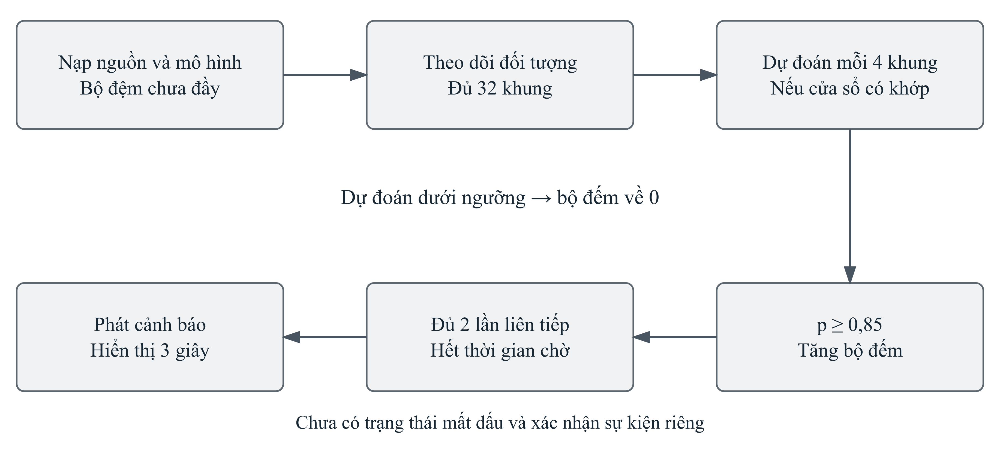 Nạp nguồn và mô hình
Bộ đệm chưa đầy
Theo dõi đối tượng
Đủ 32 khung
Dự đoán mỗi 4 khung
Nếu cửa sổ có khớp
Dự đoán dưới ngưỡng → bộ đếm về 0
p ≥ 0,85
Tăng bộ đếm
Đủ 2 lần liên tiếp
Hết thời gian chờ
Phát cảnh báo
Hiển thị 3 giây
Chưa có trạng thái mất dấu và xác nhận sự kiện riêng